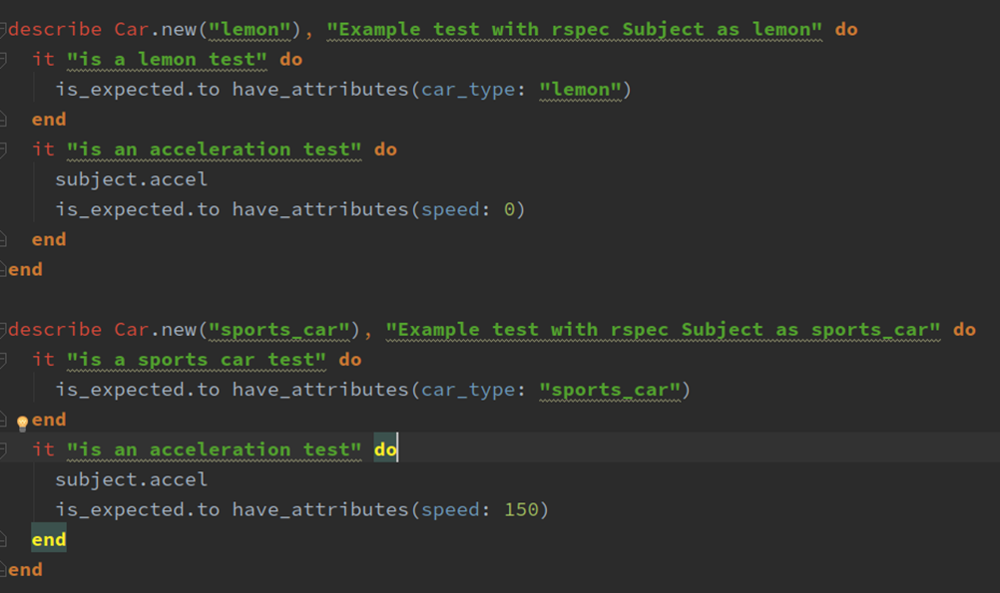 describe Car.new("lemon"), "Example test with rspec Subject as lemon" do
  it "is a lemon test" do
    is_expected.to have_attributes(car_type: "lemon")
  end
  it "is an acceleration test" do
    subject.accel
    is_expected.to have_attributes(speed: 0)
  end
end
describe Car.new("sports_car"), "Example test with rspec Subject as sports_car" do
  it "is a sports car test" do
    is_expected.to have_attributes(car_type: "sports_car")
  end
  it "is an acceleration test" do
    subject.accel
    is_expected.to have_attributes(speed: 150)
  end
end